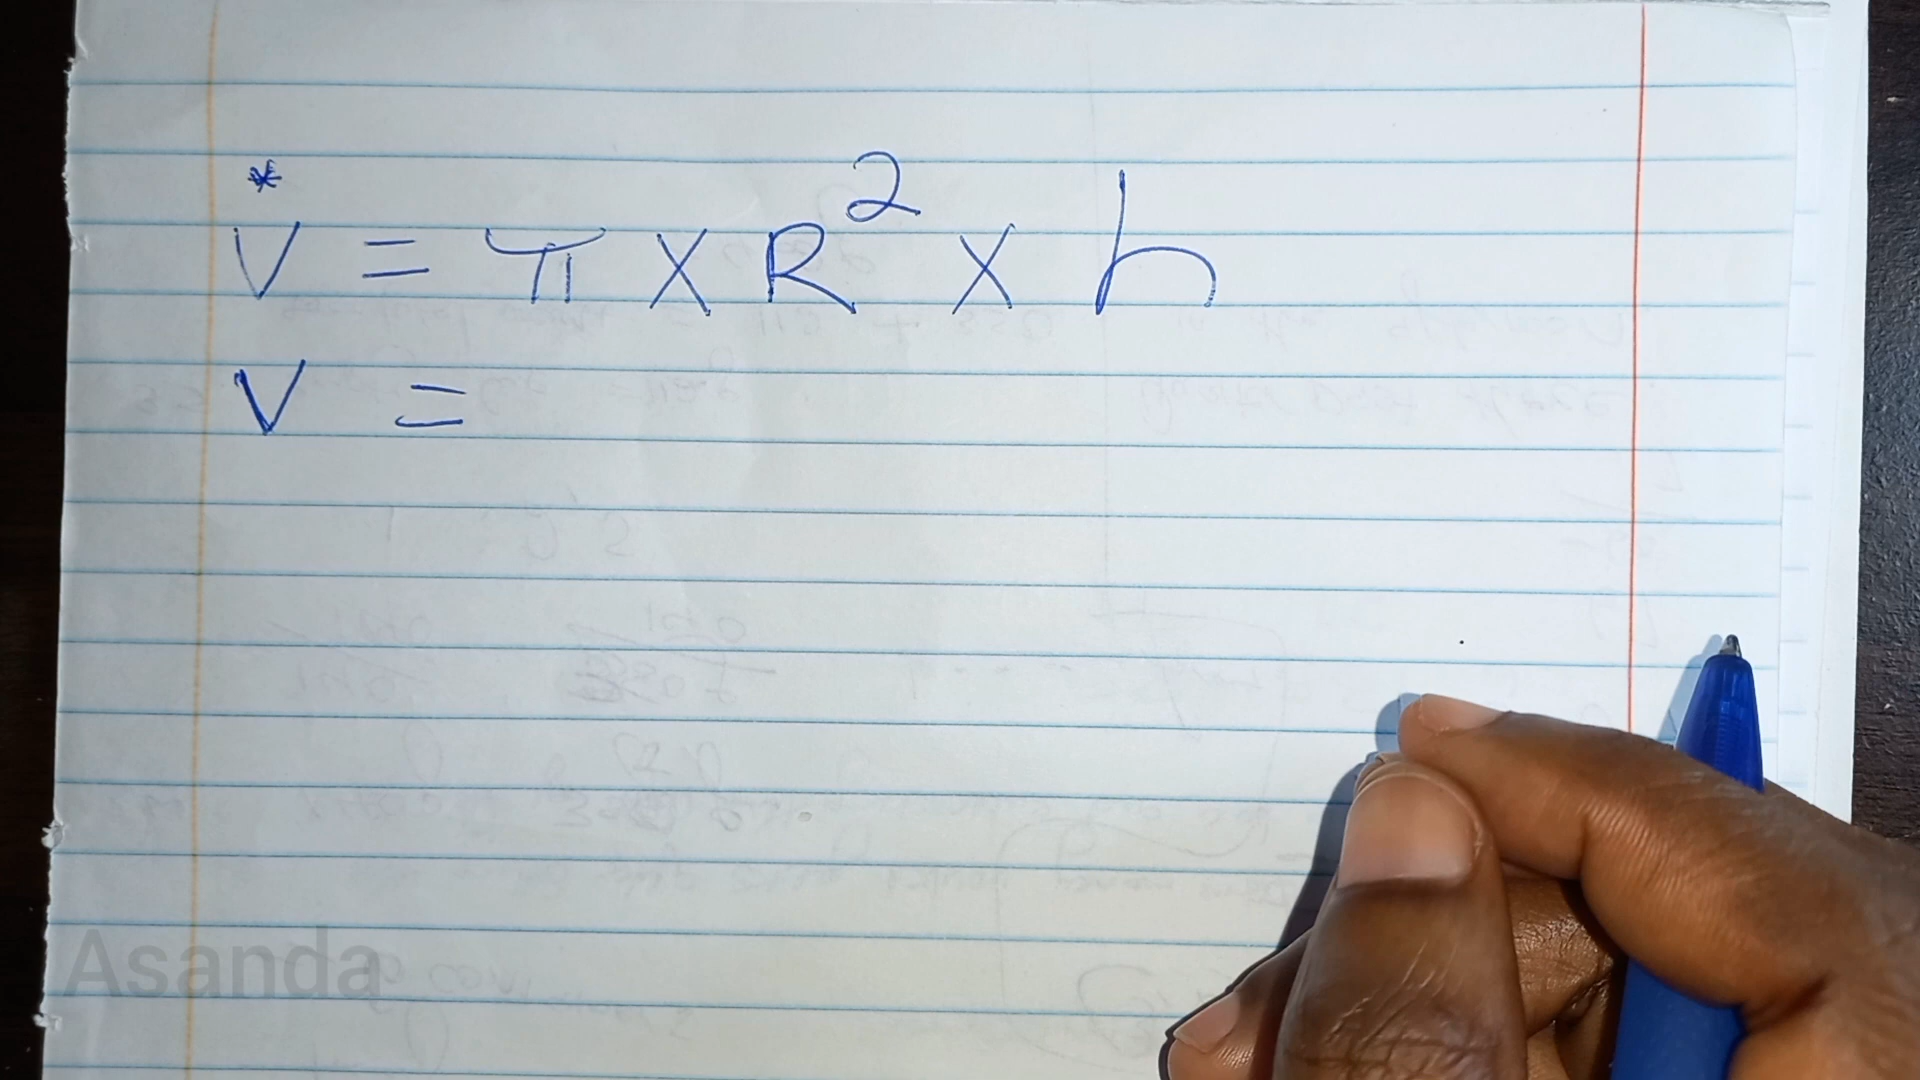 *
V = π X R² X h
V =
Asanda